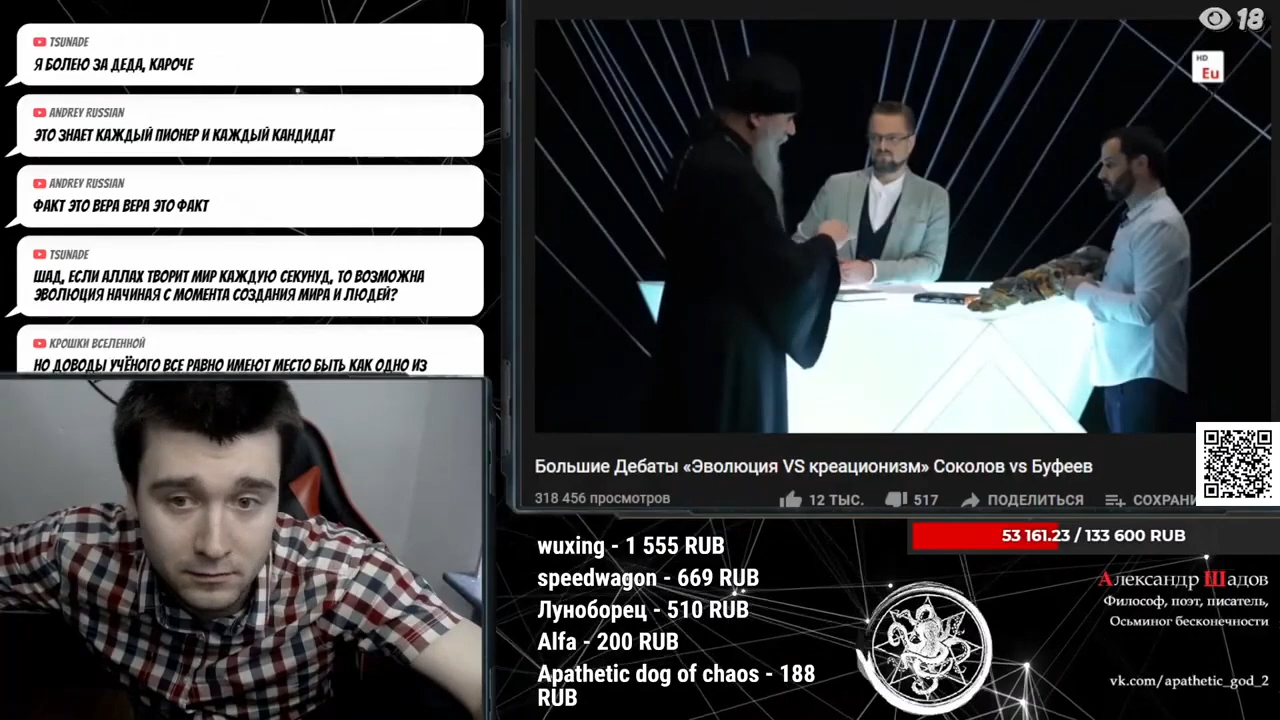 TSUNADE
Я БОЛЕЮ ЗА ДЕДА, КАРОЧЕ
ANDREY RUSSIAN
ЭТО ЗНАЕТ КАЖДЫЙ ПИОНЕР И КАЖДЫЙ КАНДИДАТ
ANDREY RUSSIAN
ФАКТ ЭТО ВЕРА ВЕРА ЭТО ФАКТ
TSUNADE
ШАД, ЕСЛИ АЛЛАХ ТВОРИТ МИР КАЖДУЮ СЕКУНУД, ТО ВОЗМОЖНА
ЭВОЛЮЦИЯ НАЧИНАЯ С МОМЕНТА СОЗДАНИЯ МИРА И ЛЮДЕЙ?
КРОШКИ ВСЕЛЕННОЙ
НО ДОВОДЫ УЧЁНОГО ВСЕ РАВНО ИМЕЮТ МЕСТО БЫТЬ КАК ОДНО ИЗ
18
HD
Eu
Большие Дебаты «Эволюция VS креационизм» Соколов vs Буфеев
318 456 просмотров
12 ТЫС.
517
ПОДЕЛИТЬСЯ
СОХРАНИ
53 161.23 / 133 600 RUB
wuxing - 1 555 RUB
speedwagon - 669 RUB
Луноборец - 510 RUB
Alfa - 200 RUB
Apathetic dog of chaos - 188
RUB
Александр Шадов
Философ, поэт, писатель,
Осьминог бесконечности
vk.com/apathetic_god_2